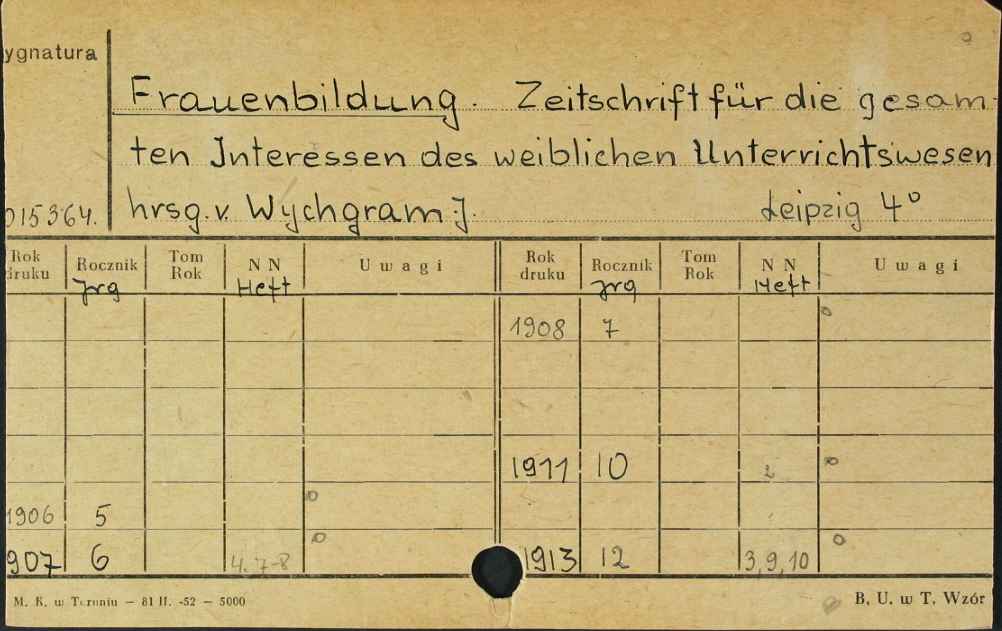 ygnatura
Frauenbildung. Zeitschrift für die gesam-
ten Interessen des weiblichen Unterrichtswesen
015364. hrsg. v. Wychgram J. Leipzig 4°
Rok druku Rocznik Tom Rok N N Uwagi Rok druku Rocznik Tom Rok N N Uwagi
Jrg Heft Jrg Heft
1908 7
1911 10 2
1906 5
907 6 4. 7-8 1913 12 3,9,10
M. K. w Toruniu — 81 II. -52 — 5000 B. U. w T. Wzór